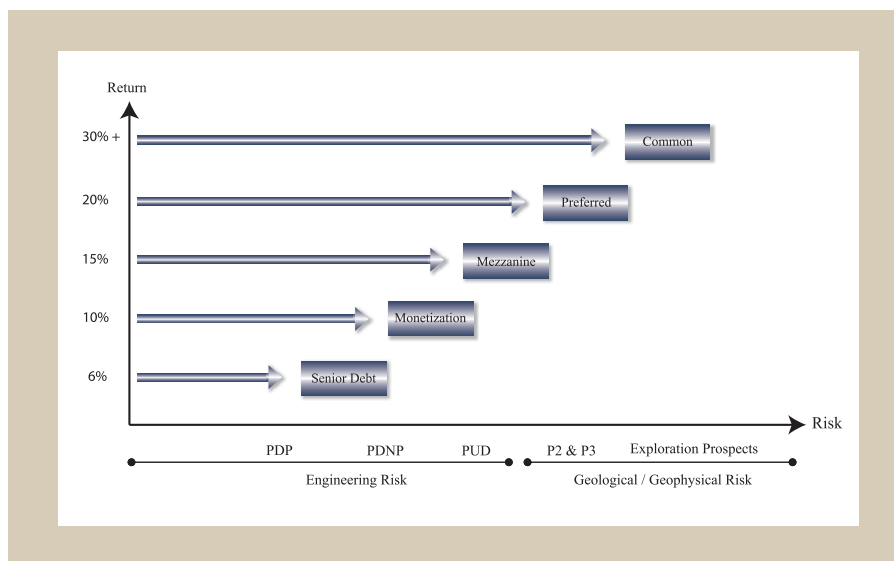 Return
30% +
Common
20%
Preferred
15%
Mezzanine
10%
Monetization
6%
Senior Debt
Risk
PDP PDNP PUD P2 & P3 Exploration Prospects
Engineering Risk Geological / Geophysical Risk